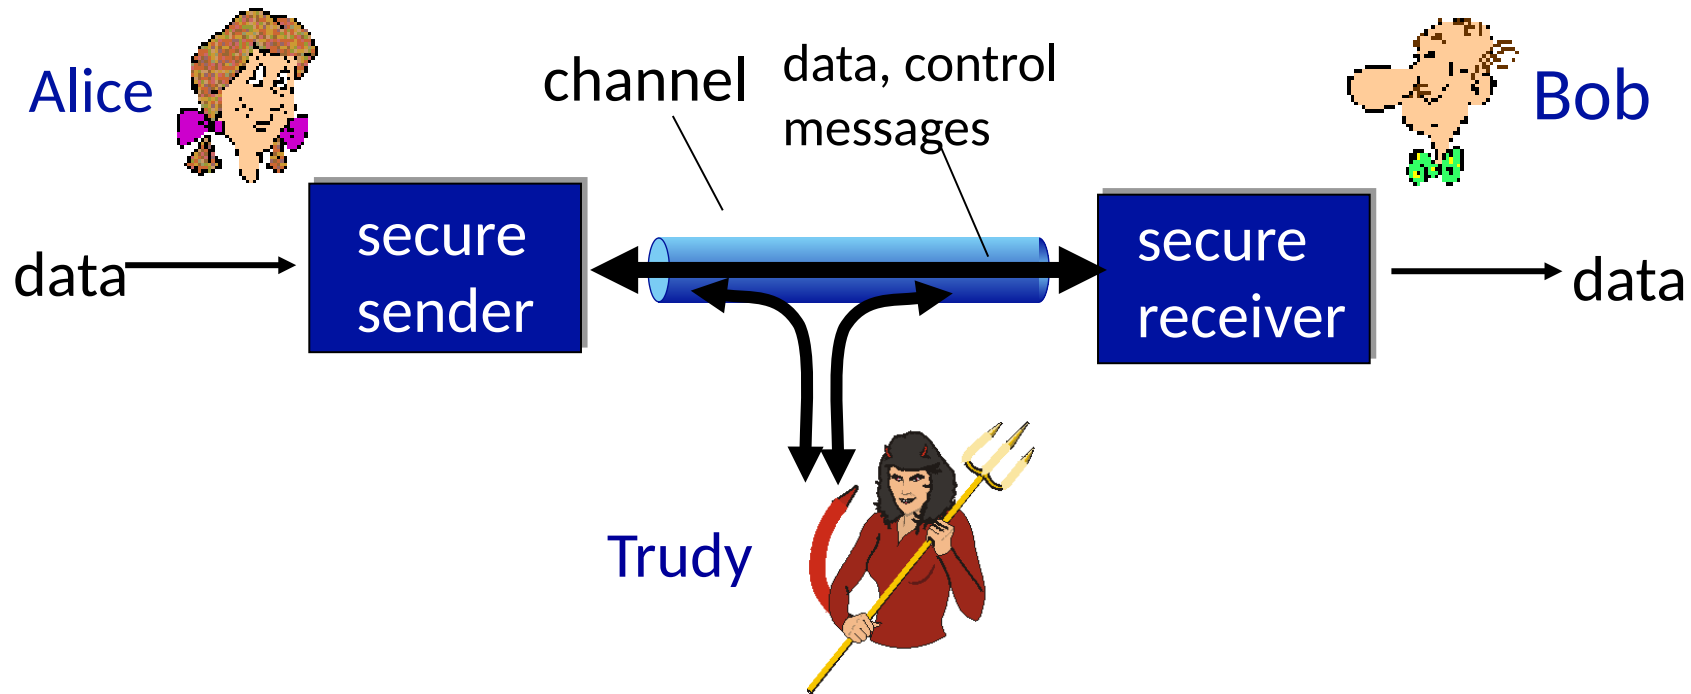 Alice
channel
data, control
messages
Bob
data
secure
sender
secure
receiver
data
Trudy